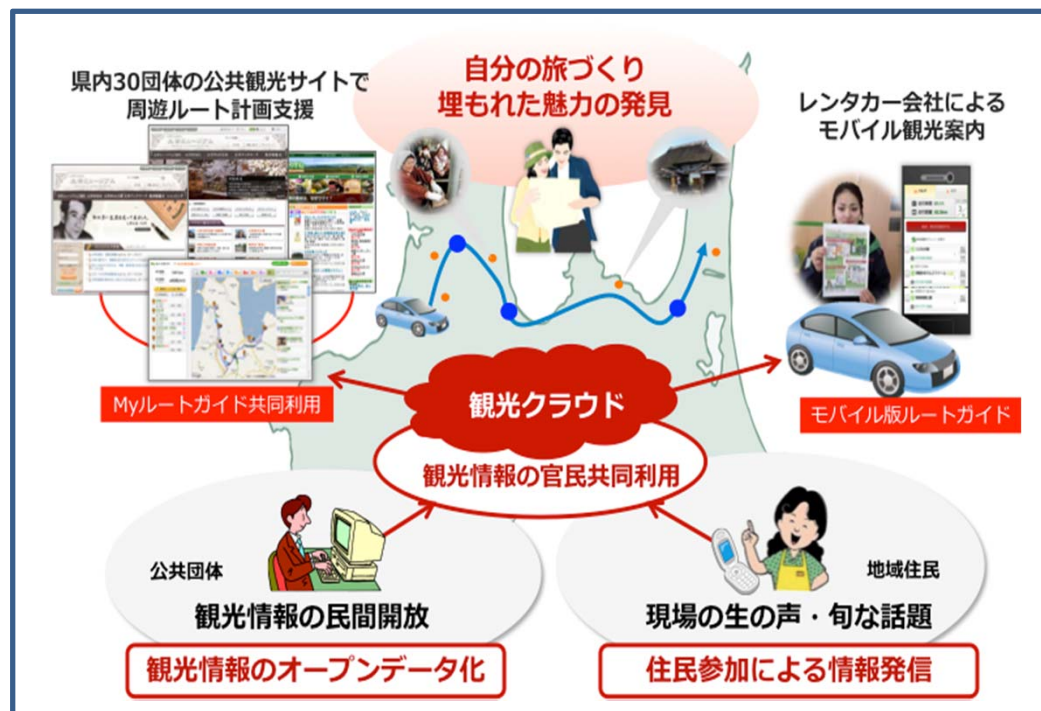 自分の旅づくり
埋もれた魅力の発見
県内30団体の公共観光サイトで
周遊ルート計画支援
レンタカー会社による
モバイル観光案内
Myルートガイド共同利用
観光クラウド
モバイル版ルートガイド
観光情報の官民共同利用
公共団体
観光情報の民間開放
観光情報のオープンデータ化
地域住民
現場の生の声・旬な話題
住民参加による情報発信